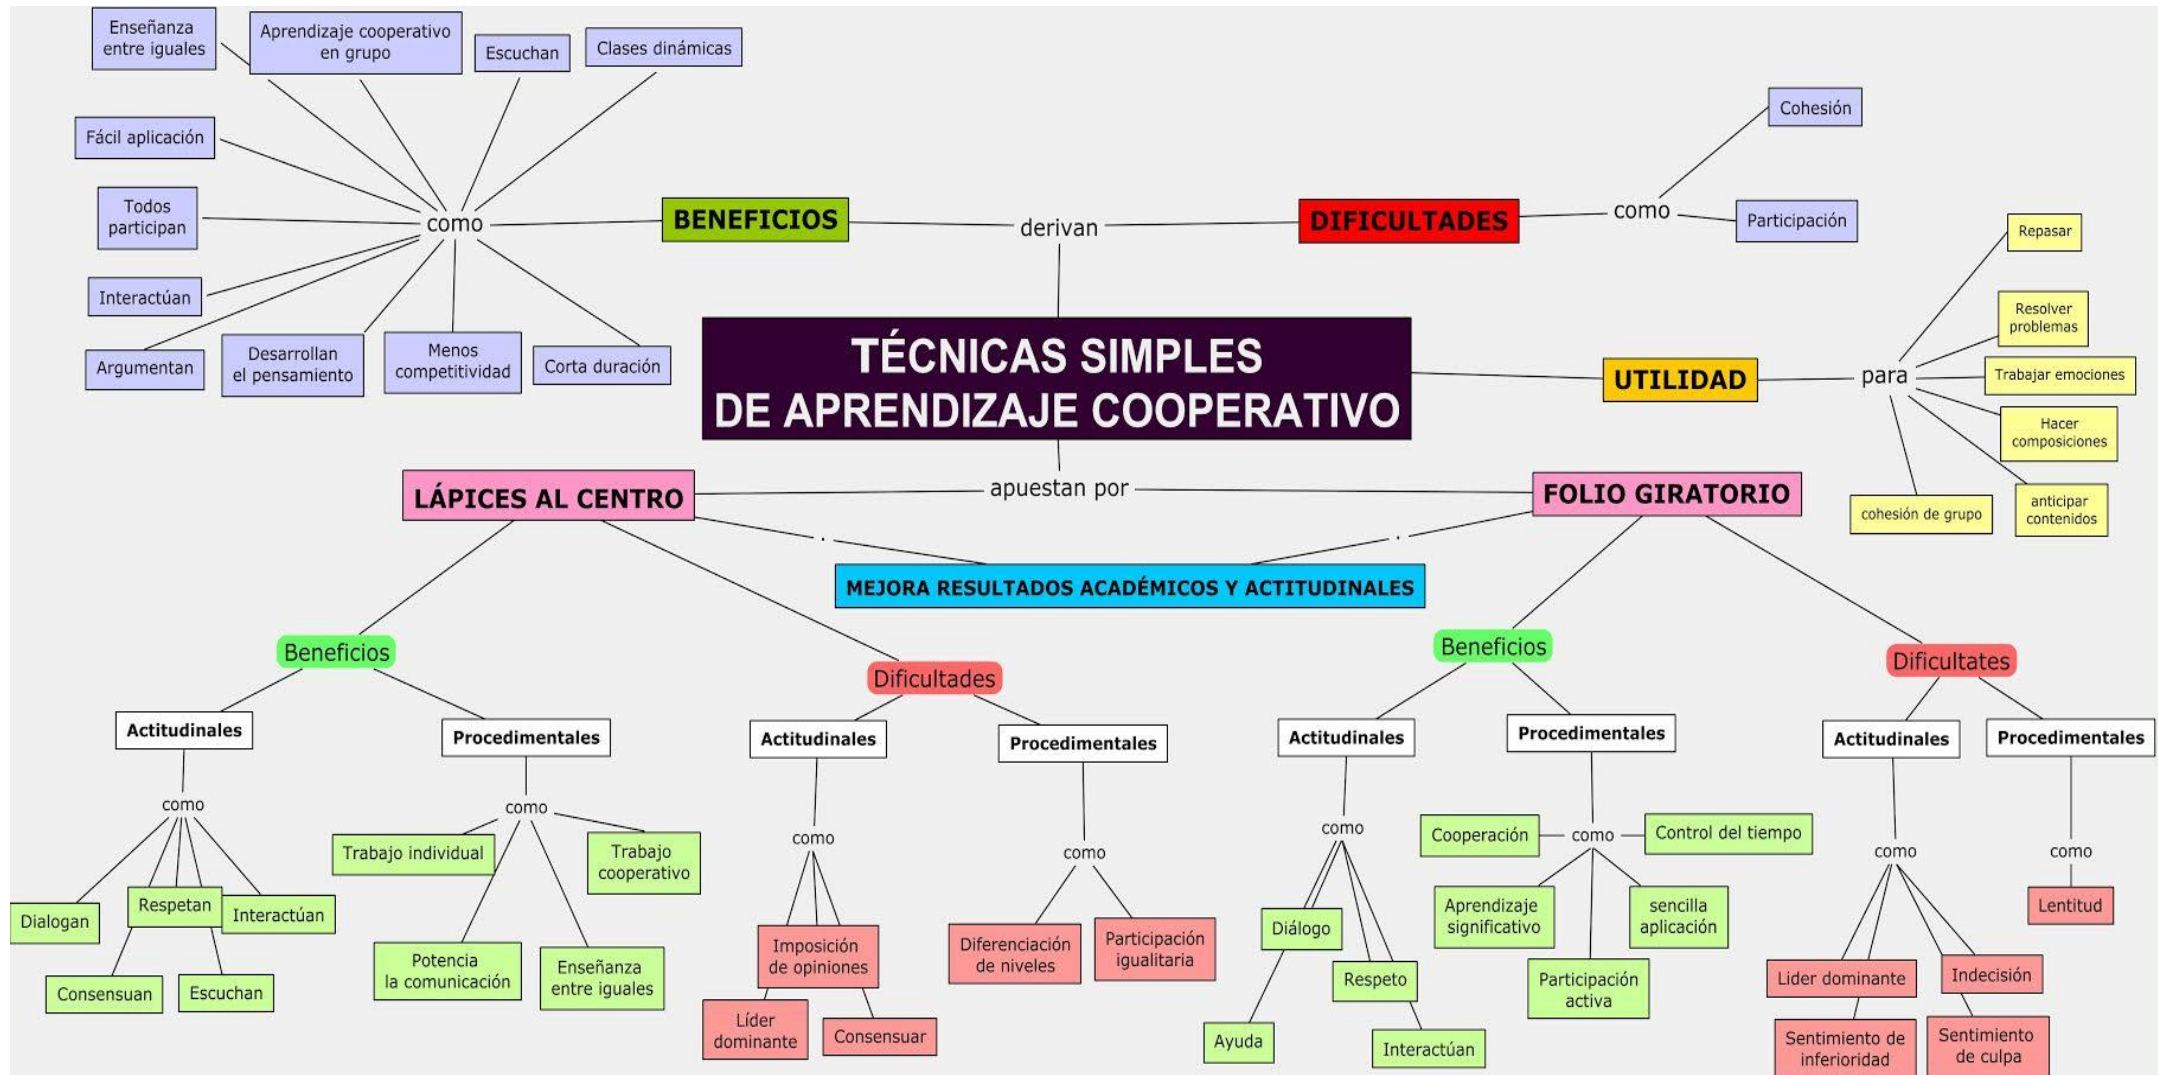 Enseñanza
entre iguales
Aprendizaje cooperativo
en grupo
Escuchan
Clases dinámicas
Fácil aplicación
Todos
participan
Interactúan
Argumentan
Desarrollan
el pensamiento
Menos
competitividad
Corta duración
como
BENEFICIOS
derivan
DIFICULTADES
como
Cohesión
Participación
TÉCNICAS SIMPLES
DE APRENDIZAJE COOPERATIVO
UTILIDAD
para
Repasar
Resolver
problemas
Trabajar emociones
Hacer
composiciones
anticipar
contenidos
cohesión de grupo
LÁPICES AL CENTRO
apuestan por
FOLIO GIRATORIO
MEJORA RESULTADOS ACADÉMICOS Y ACTITUDINALES
Beneficios
Actitudinales
como
Dialogan
Respetan
Interactúan
Consensuan
Escuchan
Procedimentales
como
Trabajo individual
Trabajo
cooperativo
Potencia
la comunicación
Enseñanza
entre iguales
Dificultades
Actitudinales
como
Imposición
de opiniones
Líder
dominante
Consensuar
Procedimentales
como
Diferenciación
de niveles
Participación
igualitaria
Beneficios
Actitudinales
como
Diálogo
Respeto
Ayuda
Interactúan
Procedimentales
Cooperación
como
Control del tiempo
Aprendizaje
significativo
sencilla
aplicación
Participación
activa
Dificultates
Actitudinales
como
Lider dominante
Indecisión
Sentimiento de
inferioridad
Sentimiento
de culpa
Procedimentales
como
Lentitud